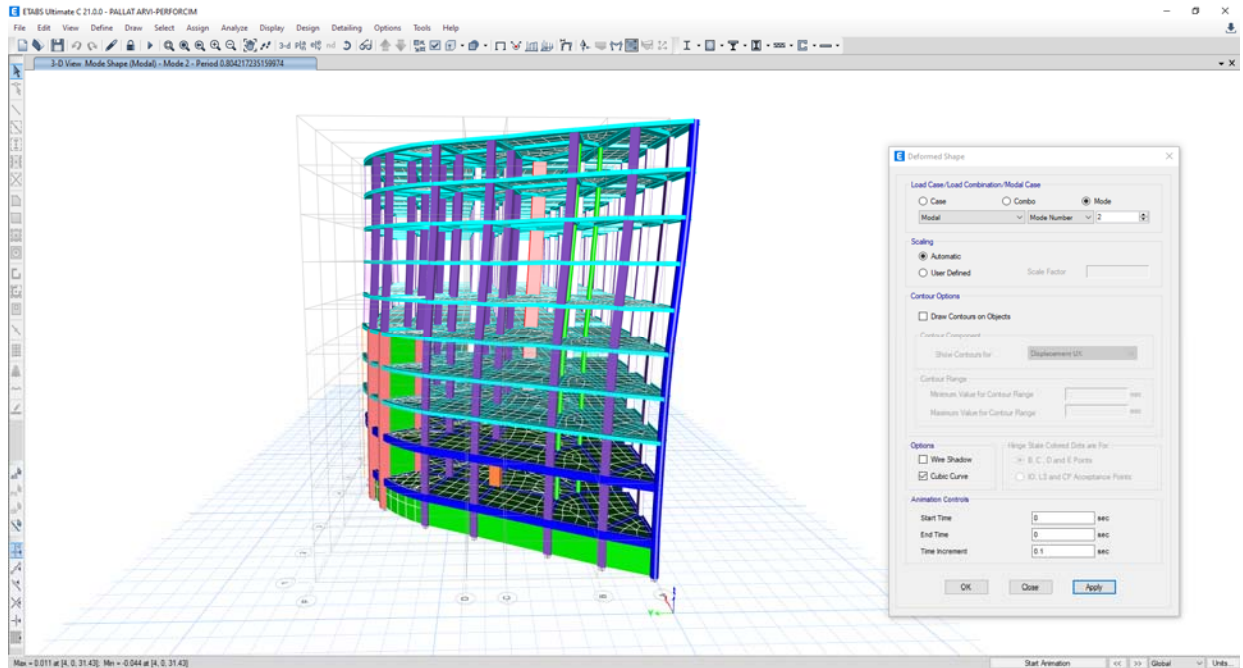 ETABS Ultimate C 21.0.0 - PALLAT ARVI-PERFORCIM
File Edit View Define Draw Select Assign Analyze Display Design Detailing Options Tools Help
3-d
3-D View Mode Shape (Modal) - Mode 2 - Period 0.804217235159974
Deformed Shape
Load Case/Load Combination/Modal Case
Case Combo Mode
Modal Mode Number 2
Scaling
Automatic
User Defined Scale Factor
Contour Options
Draw Contours on Objects
Contour Component
Show Contours for Displacement UX
Contour Range
Minimum Value for Contour Range sec
Maximum Value for Contour Range sec
Options Hinge State Colored Dots are For
Wire Shadow B, C, D and E Points
Cubic Curve IO, LS and CP Acceptance Points
Animation Controls
Start Time 0 sec
End Time 0 sec
Time Increment 0.1 sec
OK Close Apply
Max = 0.011 at [4, 0, 31.43]; Min = -0.044 at [4, 0, 31.43] Start Animation << >> Global Units...